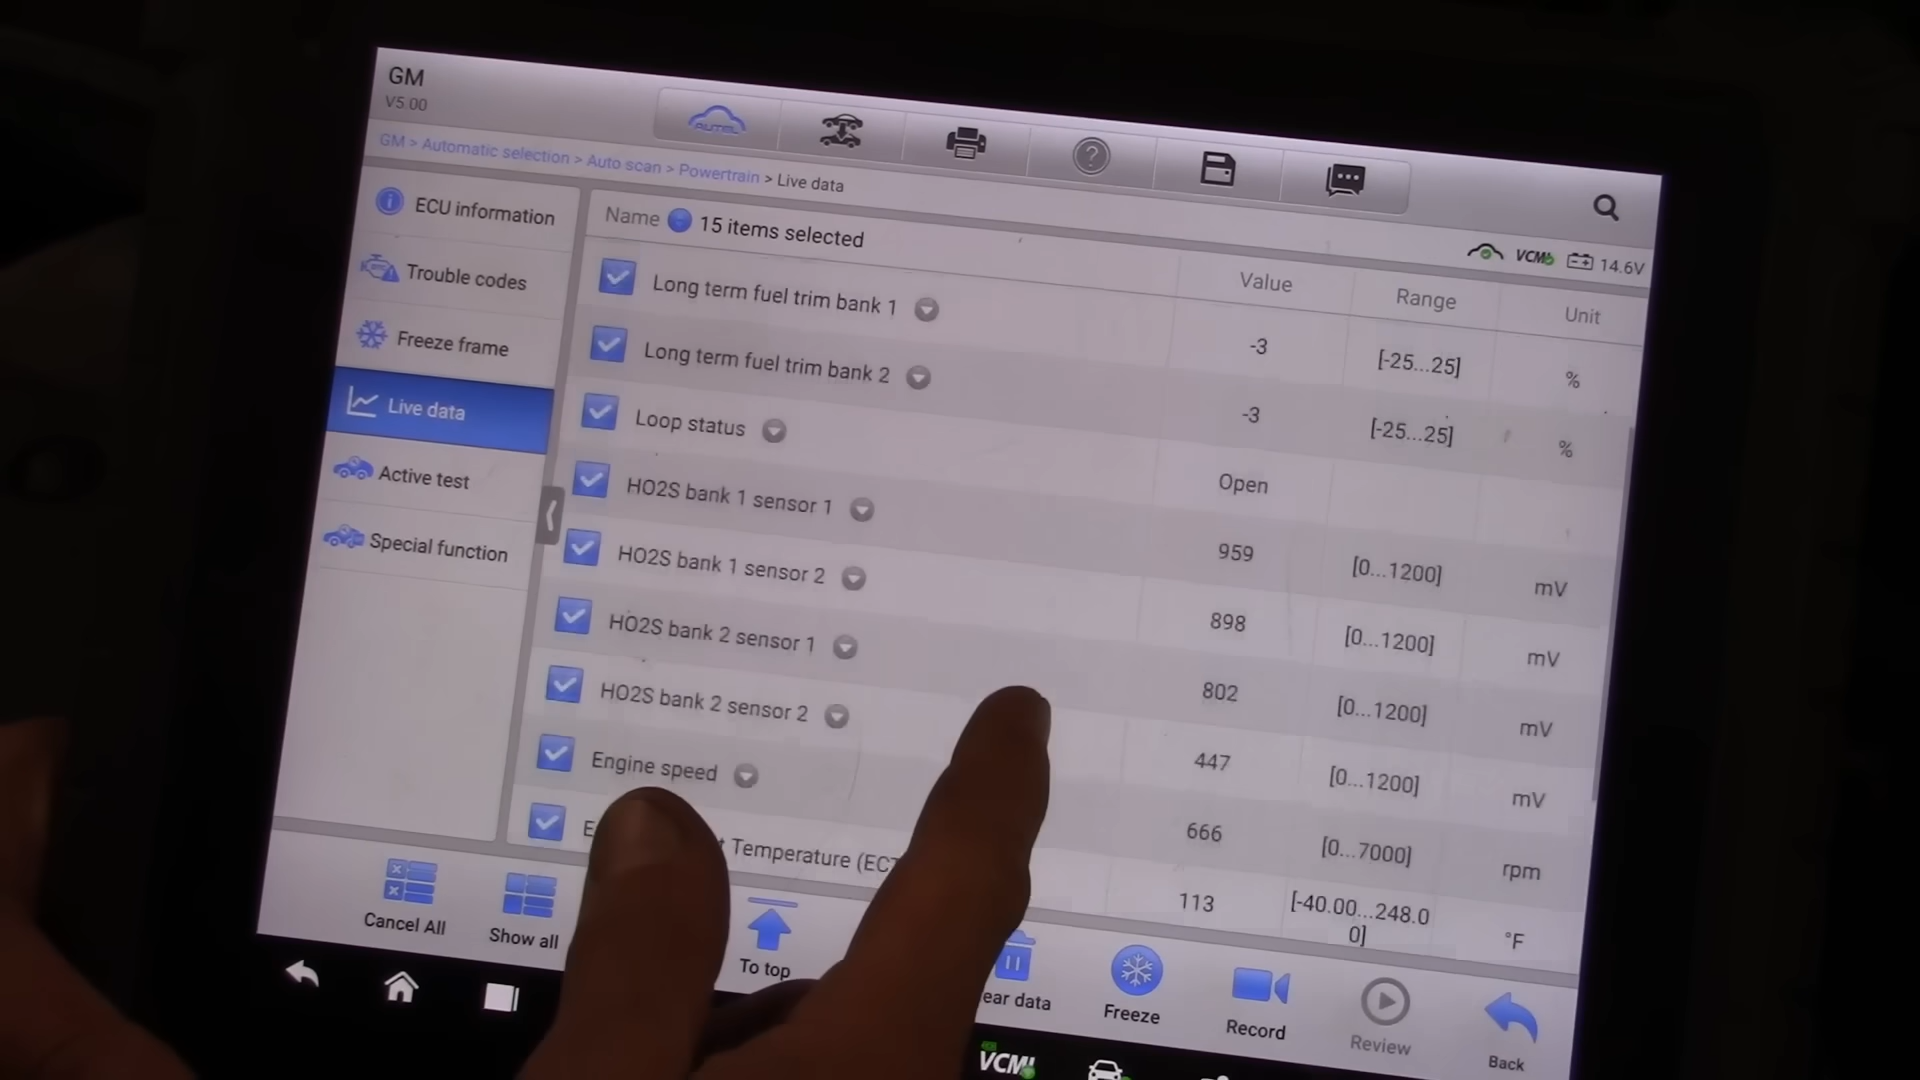 GM
V5.00
AUTEL
GM > Automatic selection > Auto scan > Powertrain > Live data
VCM 14.6V
ECU information
Trouble codes
Freeze frame
Live data
Active test
Special function
Name 15 items selected Value Range Unit
Long term fuel trim bank 1 -3 [-25...25] %
Long term fuel trim bank 2 -3 [-25...25] %
Loop status Open
HO2S bank 1 sensor 1 959 [0...1200] mV
HO2S bank 1 sensor 2 898 [0...1200] mV
HO2S bank 2 sensor 1 802 [0...1200] mV
HO2S bank 2 sensor 2 447 [0...1200] mV
Engine speed 666 [0...7000] rpm
E t Temperature (ECT 113 [-40.00...248.0
0] °F
Cancel All
Show all
To top
ear data
Freeze
Record
Review
Back
VCMI